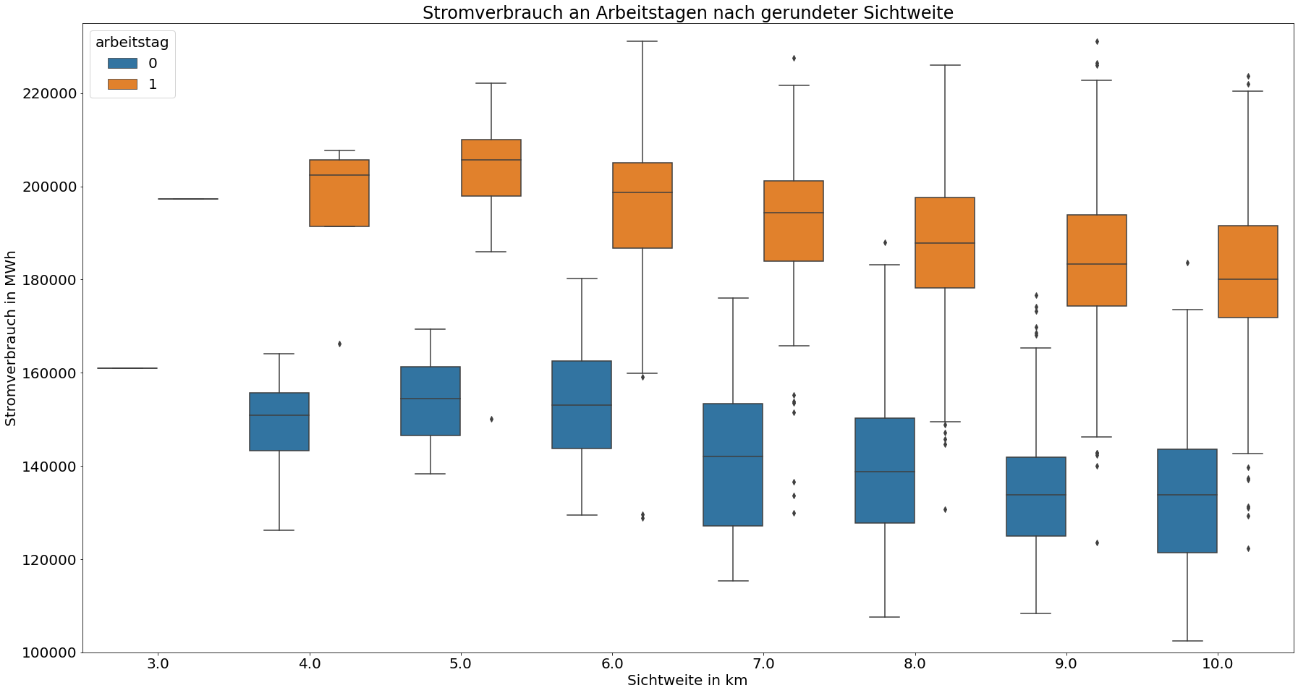 Stromverbrauch an Arbeitstagen nach gerundeter Sichtweite
arbeitstag
0
1
220000
200000
180000
160000
140000
120000
100000
Stromverbrauch in MWh
3.0 4.0 5.0 6.0 7.0 8.0 9.0 10.0
Sichtweite in km